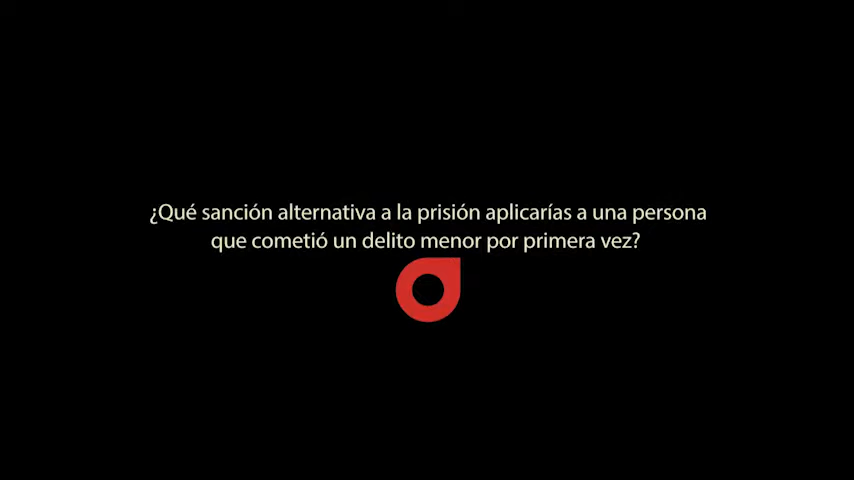 ¿Qué sanción alternativa a la prisión aplicarías a una persona
que cometió un delito menor por primera vez?